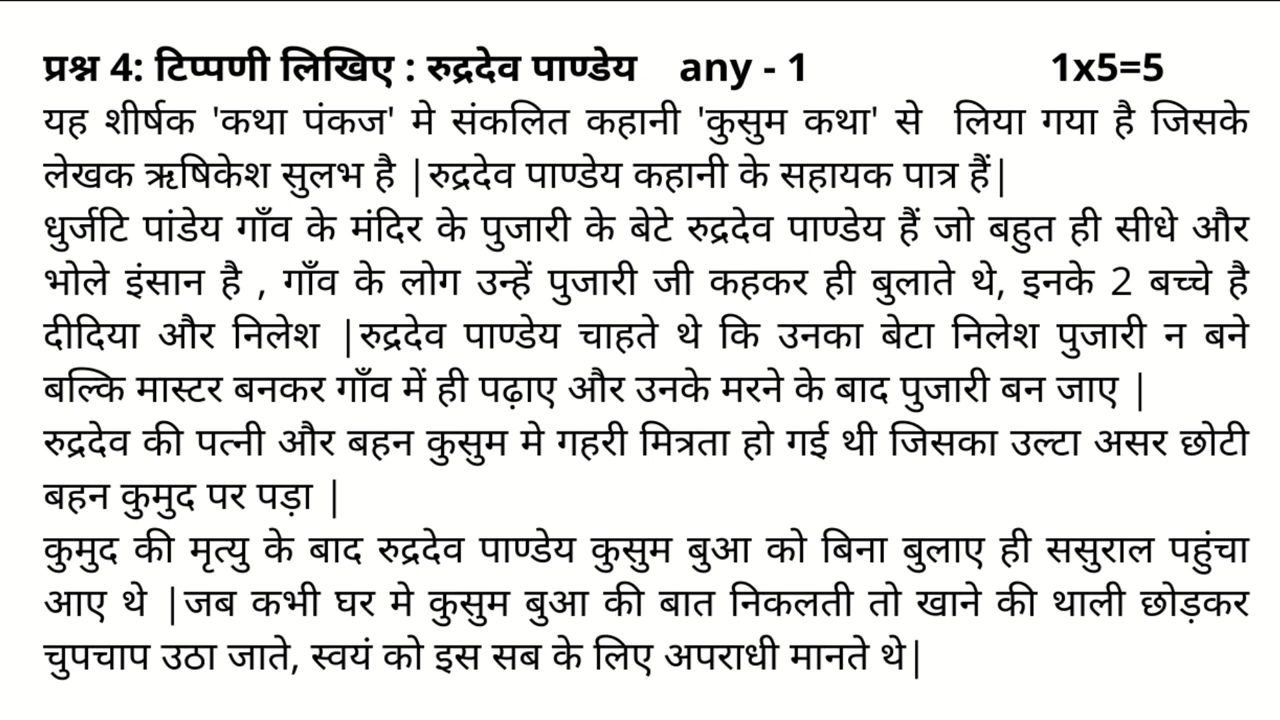 प्रश्न 4: टिप्पणी लिखिए : रुद्रदेव पाण्डेय any - 1 1x5=5
यह शीर्षक 'कथा पंकज' मे संकलित कहानी 'कुसुम कथा' से लिया गया है जिसके
लेखक ऋषिकेश सुलभ है |रुद्रदेव पाण्डेय कहानी के सहायक पात्र हैं|
धुर्जटि पांडेय गाँव के मंदिर के पुजारी के बेटे रुद्रदेव पाण्डेय हैं जो बहुत ही सीधे और
भोले इंसान है , गाँव के लोग उन्हें पुजारी जी कहकर ही बुलाते थे, इनके 2 बच्चे है
दीदिया और निलेश |रुद्रदेव पाण्डेय चाहते थे कि उनका बेटा निलेश पुजारी न बने
बल्कि मास्टर बनकर गाँव में ही पढ़ाए और उनके मरने के बाद पुजारी बन जाए |
रुद्रदेव की पत्नी और बहन कुसुम मे गहरी मित्रता हो गई थी जिसका उल्टा असर छोटी
बहन कुमुद पर पड़ा |
कुमुद की मृत्यु के बाद रुद्रदेव पाण्डेय कुसुम बुआ को बिना बुलाए ही ससुराल पहुंचा
आए थे |जब कभी घर मे कुसुम बुआ की बात निकलती तो खाने की थाली छोड़कर
चुपचाप उठा जाते, स्वयं को इस सब के लिए अपराधी मानते थे|